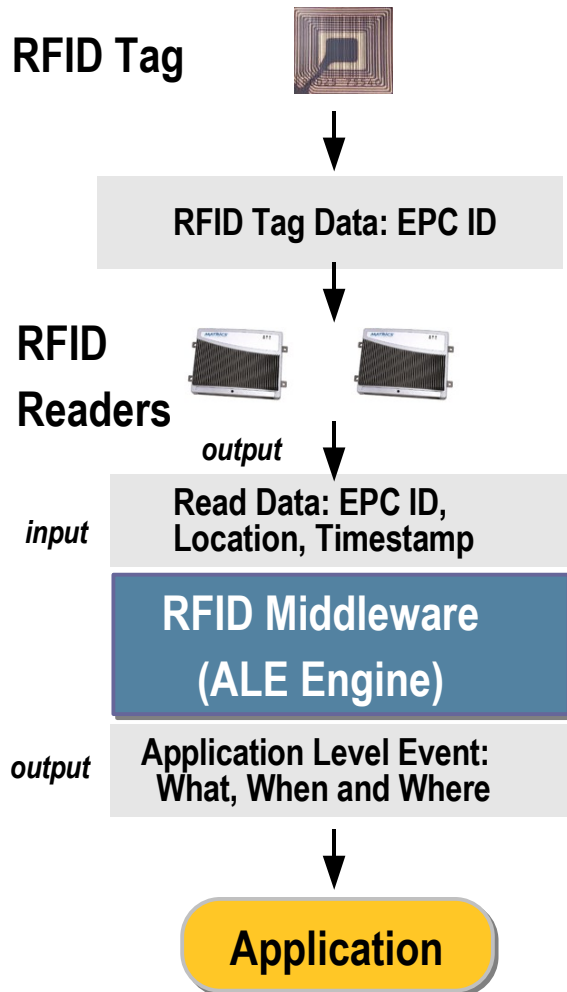 RFID Tag
RFID Tag Data: EPC ID
RFID
Readers
output
input
Read Data: EPC ID,
Location, Timestamp
RFID Middleware
(ALE Engine)
output
Application Level Event:
What, When and Where
Application